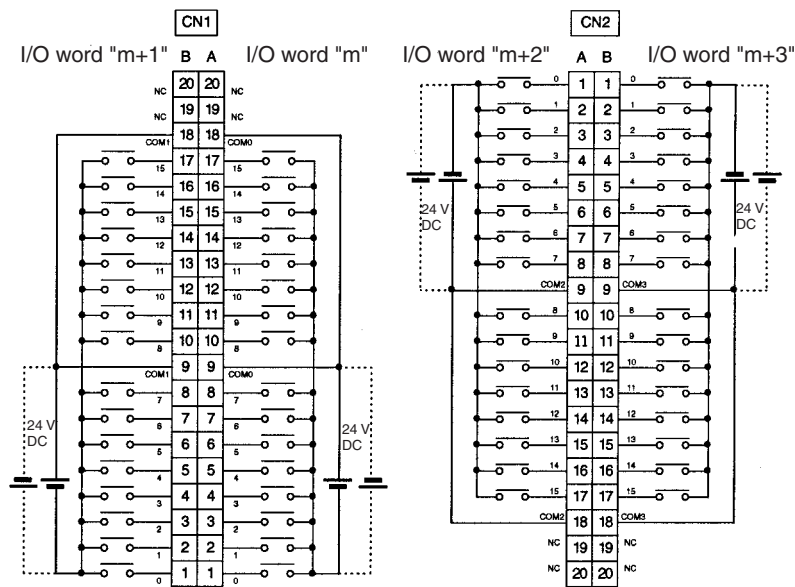 CN1
I/O word "m+1" B A I/O word "m"
NC 20 20 NC
NC 19 19 NC
COM1 18 18 COM0
15 17 17 15
14 16 16 14
13 15 15 13
12 14 14 12
11 13 13 11
10 12 12 10
9 11 11 9
8 10 10 8
COM1 9 9 COM0
7 8 8 7
24 V 6 7 7 6 24 V
DC 5 6 6 5 DC
4 5 5 4
3 4 4 3
2 3 3 2
1 2 2 1
0 1 1 0
CN2
I/O word "m+2" A B I/O word "m+3"
0 1 1 0
1 2 2 1
2 3 3 2
3 4 4 3
4 5 5 4
24 V 5 6 6 5 24 V
DC 6 7 7 6 DC
7 8 8 7
COM2 9 9 COM3
8 10 10 8
9 11 11 9
10 12 12 10
11 13 13 11
12 14 14 12
13 15 15 13
14 16 16 14
15 17 17 15
COM2 18 18 COM3
NC 19 19 NC
NC 20 20 NC